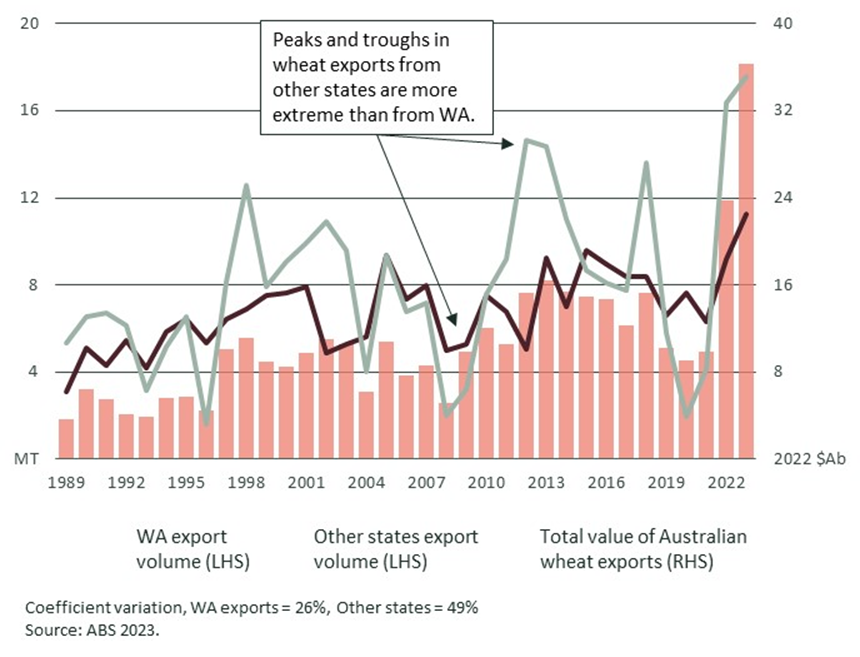 20
40
Peaks and troughs in
wheat exports from
other states are more
extreme than from WA.
16
32
12
24
8
16
4
8
MT
2022 $Ab
1989 1992 1995 1998 2001 2004 2007 2010 2013 2016 2019 2022
WA export
volume (LHS)
Other states export
volume (LHS)
Total value of Australian
wheat exports (RHS)
Coefficient variation, WA exports = 26%, Other states = 49%
Source: ABS 2023.